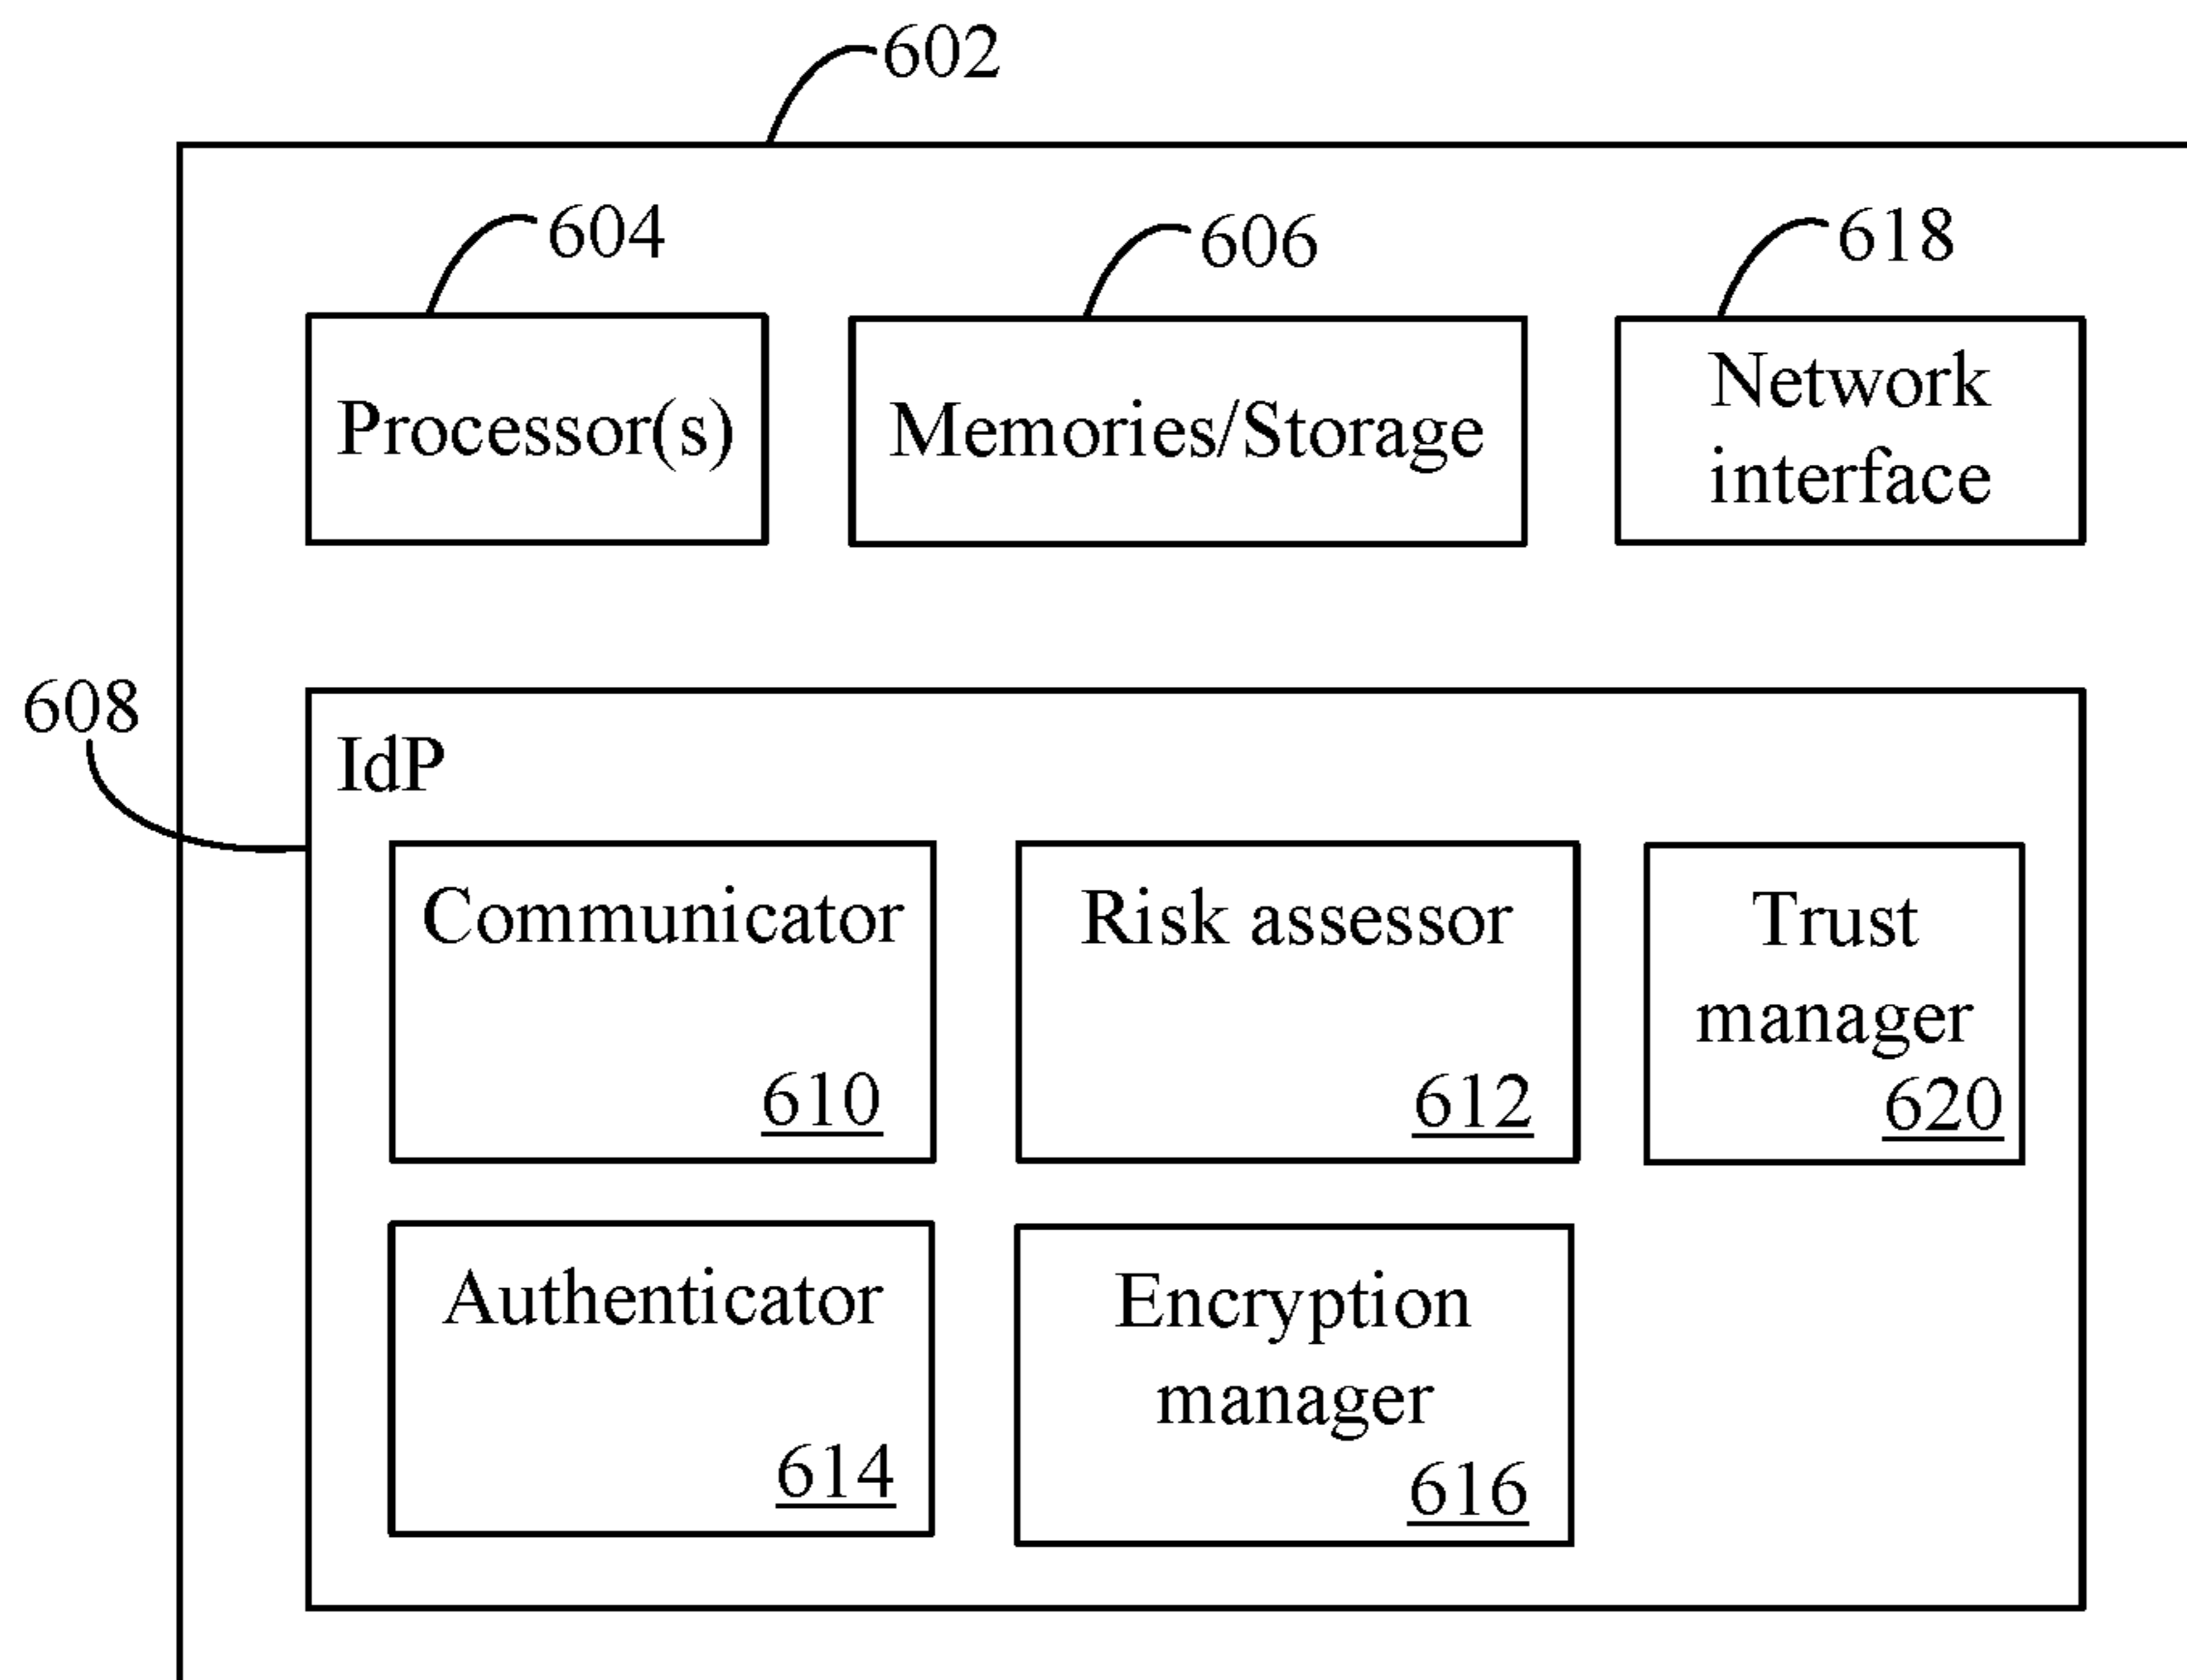 602
604
606
618
Processor(s)
Memories/Storage
Network
interface
608
IdP
Communicator
610
Risk assessor
612
Trust
manager
620
Authenticator
614
Encryption
manager
616